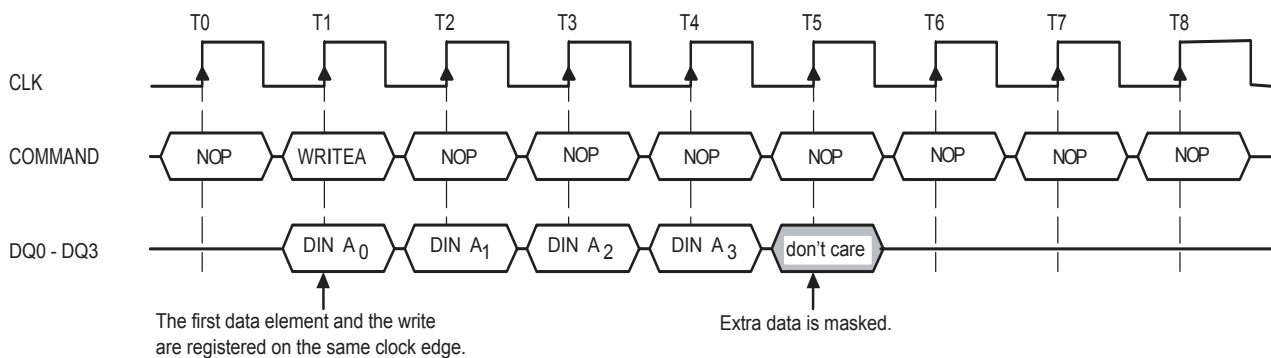 T0 T1 T2 T3 T4 T5 T6 T7 T8
CLK
COMMAND NOP WRITEA NOP NOP NOP NOP NOP NOP NOP
DQ0 - DQ3 DIN A0 DIN A1 DIN A2 DIN A3 don't care
The first data element and the write
are registered on the same clock edge.
Extra data is masked.